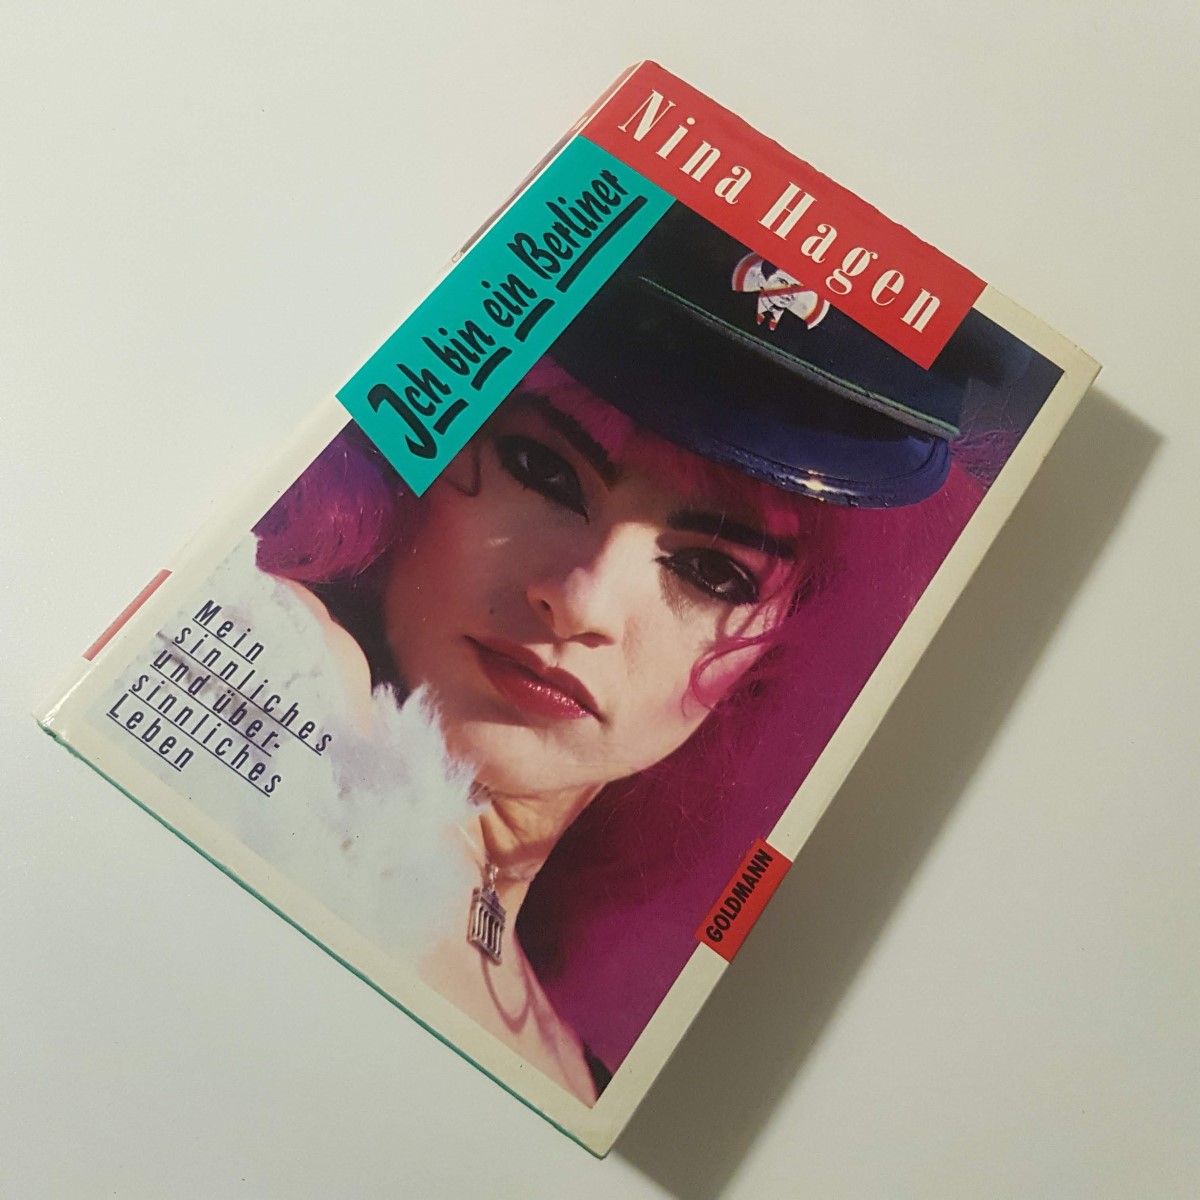 Nina Hagen
Ich bin ein Berliner
Mein
sinnliches
und über-
sinnliches
Leben
GOLDMANN